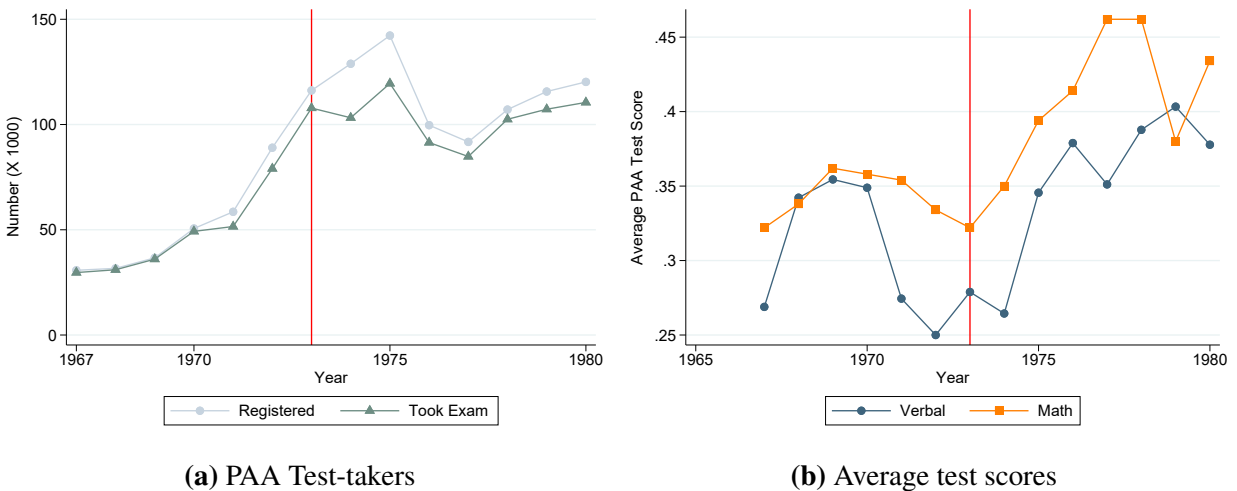 150
100
50
0
Number (X 1000)
1967 1970 1975 1980
Year
Registered Took Exam
(a) PAA Test-takers
.45
.4
.35
.3
.25
Average PAA Test Score
1965 1970 1975 1980
Year
Verbal Math
(b) Average test scores